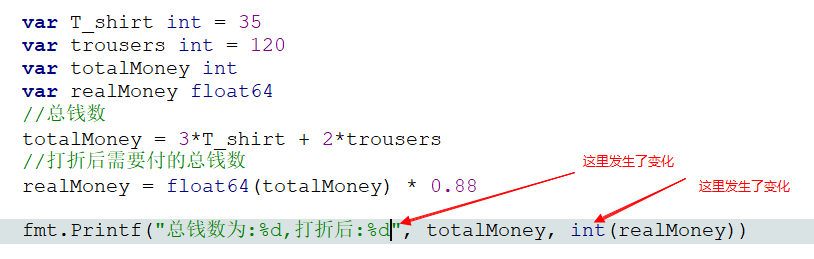 var T_shirt int = 35
var trousers int = 120
var totalMoney int
var realMoney float64
//总钱数
totalMoney = 3*T_shirt + 2*trousers
//打折后需要付的总钱数
这里发生了变化
realMoney = float64(totalMoney) * 0.88
这里发生了变化
fmt.Printf("总钱数为:%d,打折后:%d", totalMoney, int(realMoney))